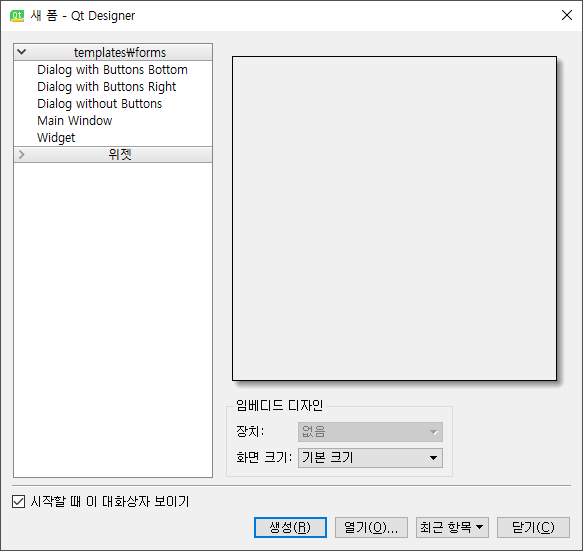 새 폼 - Qt Designer
templates₩forms
Dialog with Buttons Bottom
Dialog with Buttons Right
Dialog without Buttons
Main Window
Widget
위젯
임베디드 디자인
장치: 없음
화면 크기: 기본 크기
시작할 때 이 대화상자 보이기
생성(R) 열기(O)... 최근 항목 닫기(C)